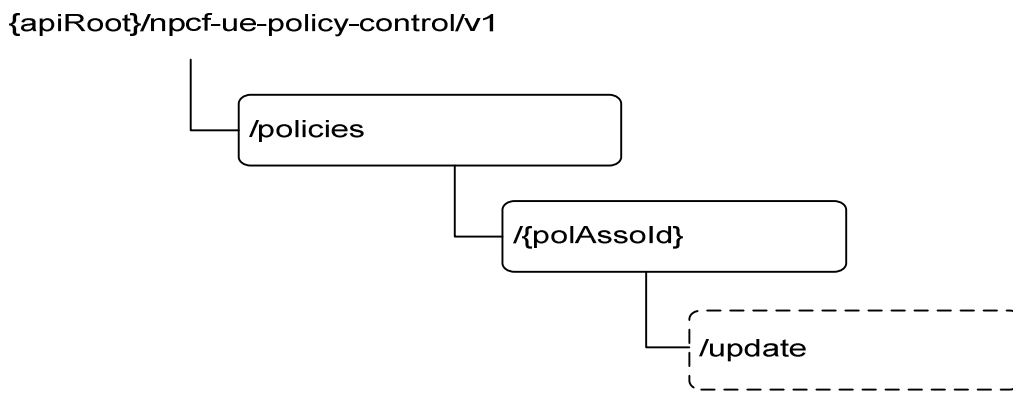 {apiRoot}/npcf-ue-policy-control/v1
/policies
/{polAssoId}
/update